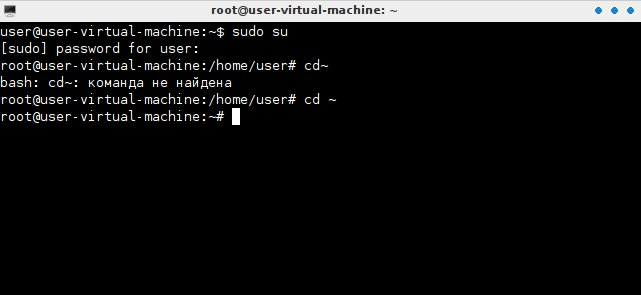 root@user-virtual-machine: ~
user@user-virtual-machine:~$ sudo su
[sudo] password for user:
root@user-virtual-machine:/home/user# cd~
bash: cd~: команда не найдена
root@user-virtual-machine:/home/user# cd ~
root@user-virtual-machine:~#